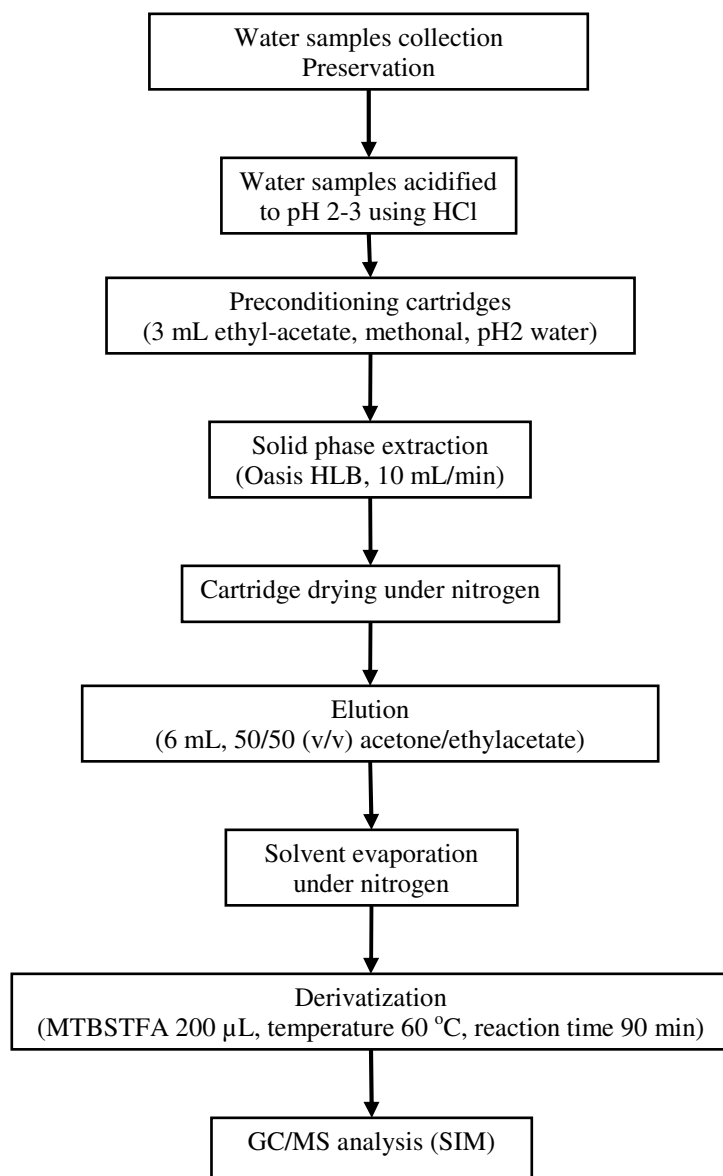 Water samples collection
Preservation
Water samples acidified
to pH 2-3 using HCl
Preconditioning cartridges
(3 mL ethyl-acetate, methonal, pH2 water)
Solid phase extraction
(Oasis HLB, 10 mL/min)
Cartridge drying under nitrogen
Elution
(6 mL, 50/50 (v/v) acetone/ethylacetate)
Solvent evaporation
under nitrogen
Derivatization
(MTBSTFA 200 µL, temperature 60 °C, reaction time 90 min)
GC/MS analysis (SIM)